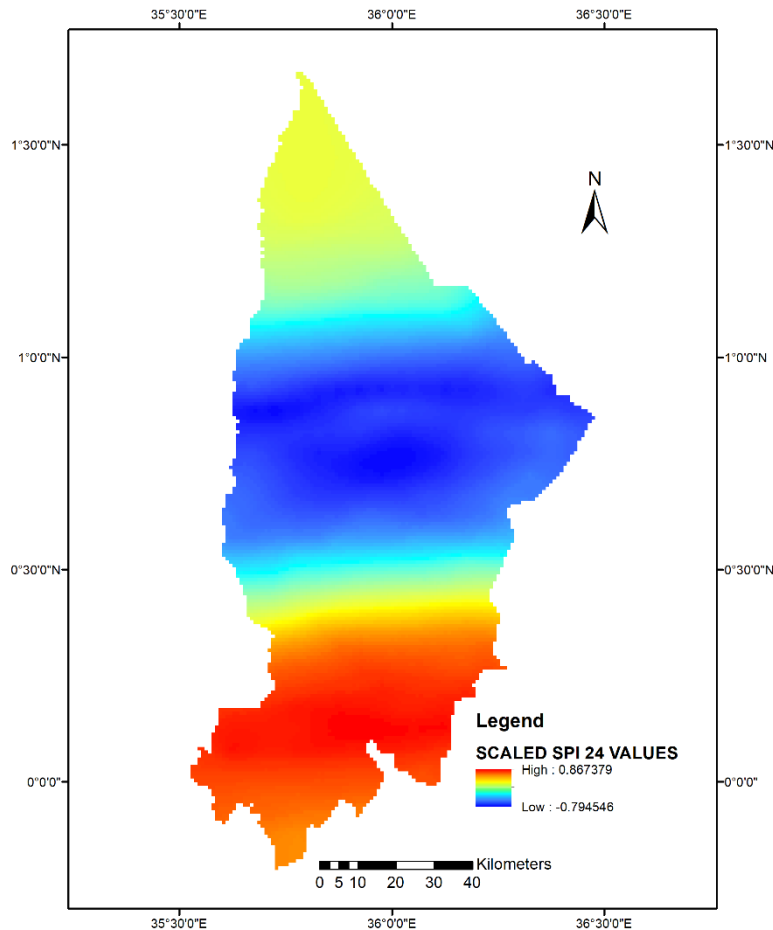 35°30'0"E 36°0'0"E 36°30'0"E
1°30'0"N 1°30'0"N
N
1°0'0"N 1°0'0"N
0°30'0"N 0°30'0"N
Legend
SCALED SPI 24 VALUES
High : 0.867379
Low : -0.794546
0°0'0" 0°0'0"
Kilometers
0 5 10 20 30 40
35°30'0"E 36°0'0"E 36°30'0"E